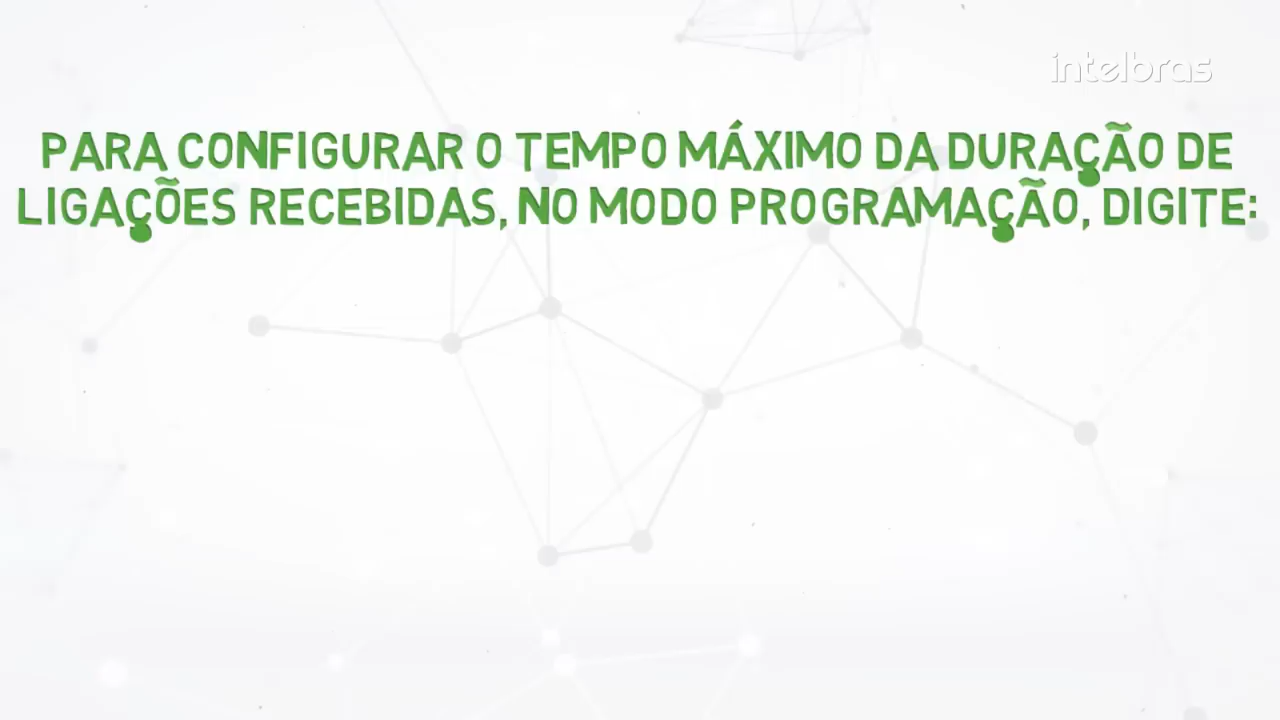 intelbras
PARA CONFIGURAR O TEMPO MÁXIMO DA DURAÇÃO DE
LIGAÇÕES RECEBIDAS, NO MODO PROGRAMAÇÃO, DIGITE: